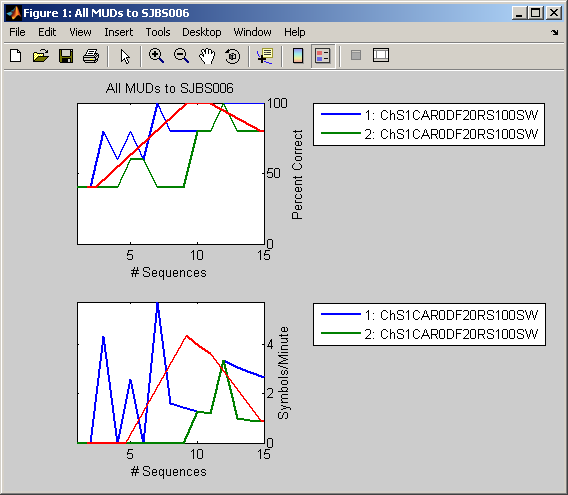 Figure 1: All MUDs to SJBS006
File Edit View Insert Tools Desktop Window Help
All MUDs to SJBS006
100
50
0
Percent Correct
5 10 15
# Sequences
1: ChS1CAR0DF20RS100SW
2: ChS1CAR0DF20RS100SW
4
2
0
Symbols/Minute
5 10 15
# Sequences
1: ChS1CAR0DF20RS100SW
2: ChS1CAR0DF20RS100SW